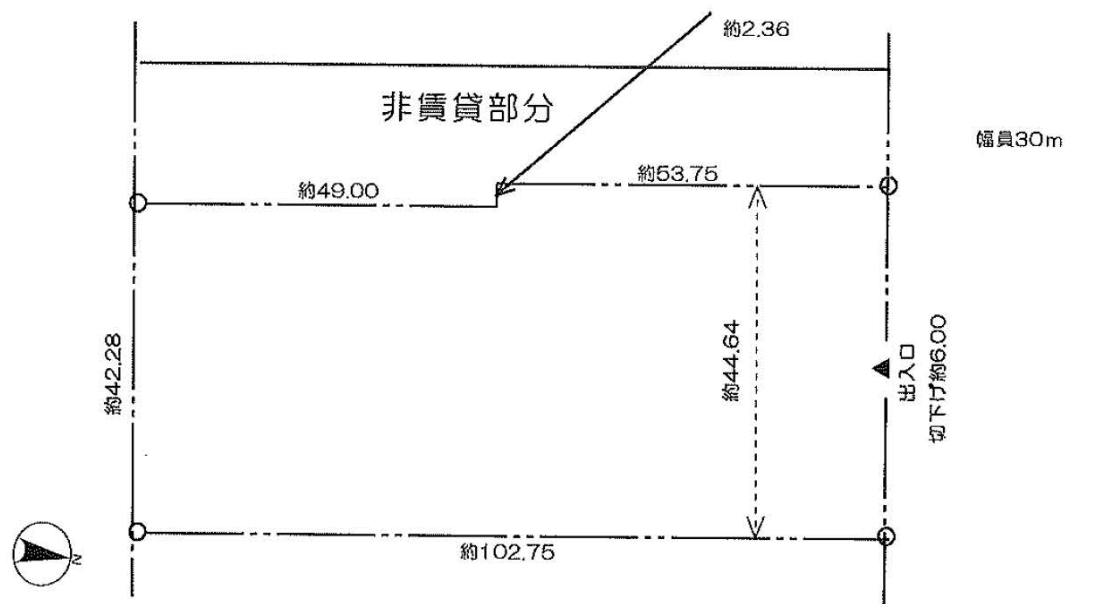 約2.36
非賃貸部分
幅員30m
約49.00
約53.75
約42.28
約44.64
出入口
切下げ約6.00
約102.75
N